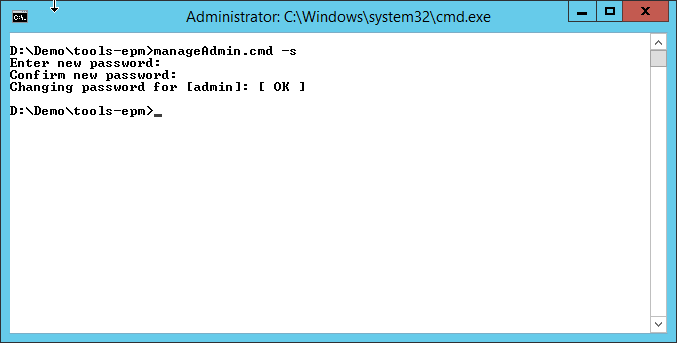 Administrator: C:\Windows\system32\cmd.exe
D:\Demo\tools-epm>manageAdmin.cmd -s
Enter new password:
Confirm new password:
Changing password for [admin]: [ OK ]
D:\Demo\tools-epm>_